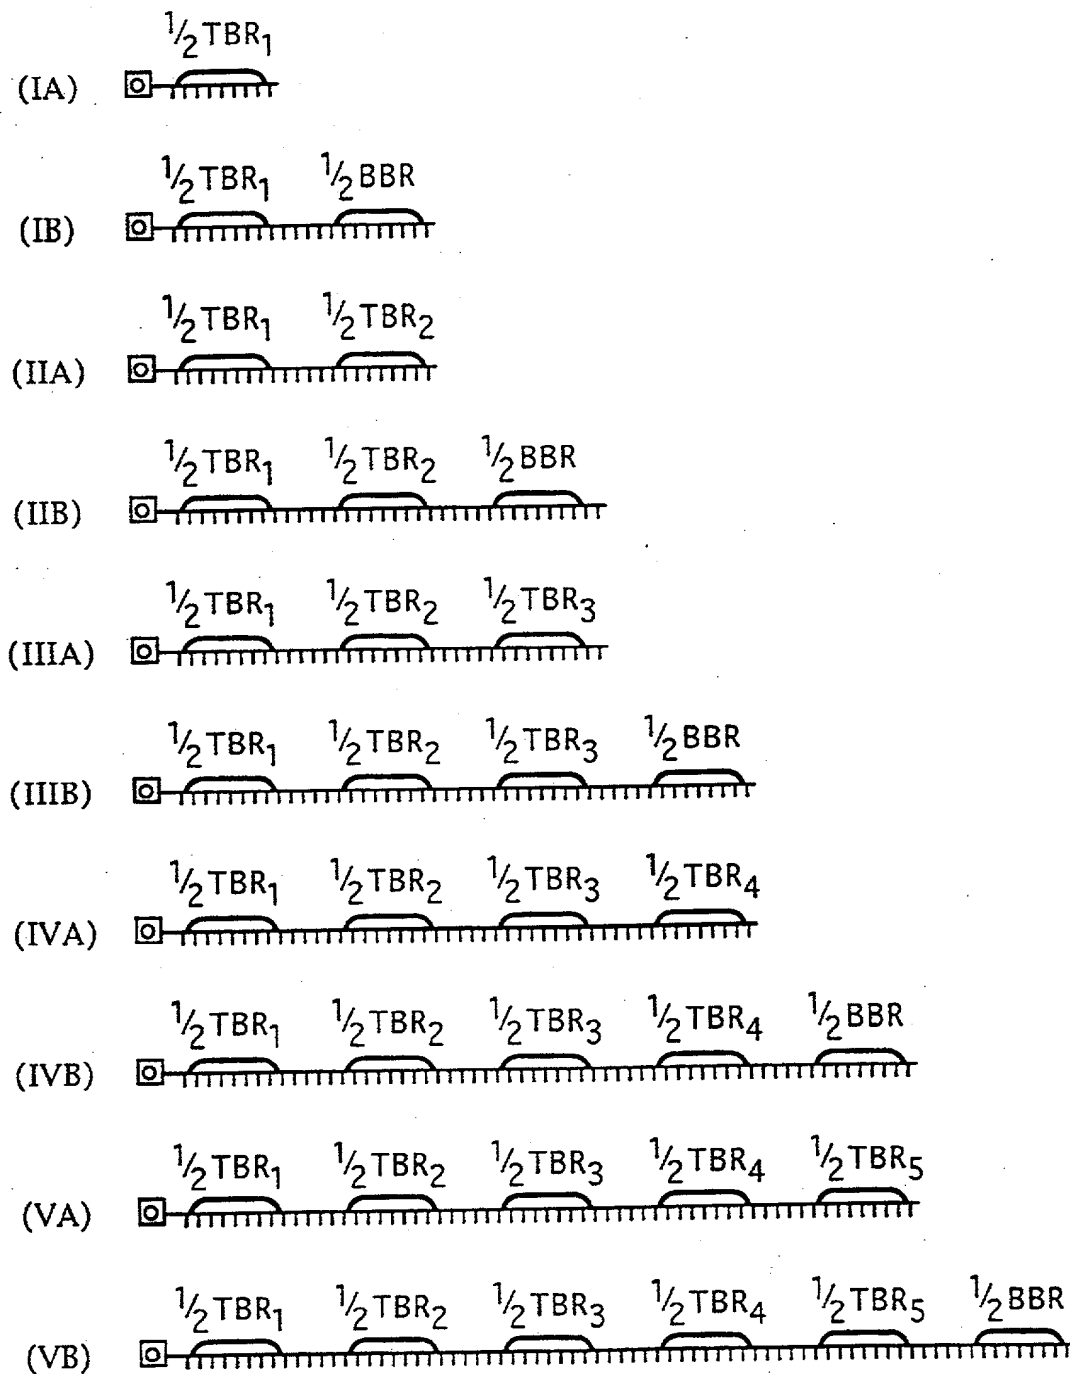 ½TBR₁
(IA)
½TBR₁ ½BBR
(IB)
½TBR₁ ½TBR₂
(IIA)
½TBR₁ ½TBR₂ ½BBR
(IIB)
½TBR₁ ½TBR₂ ½TBR₃
(IIIA)
½TBR₁ ½TBR₂ ½TBR₃ ½BBR
(IIIB)
½TBR₁ ½TBR₂ ½TBR₃ ½TBR₄
(IVA)
½TBR₁ ½TBR₂ ½TBR₃ ½TBR₄ ½BBR
(IVB)
½TBR₁ ½TBR₂ ½TBR₃ ½TBR₄ ½TBR₅
(VA)
½TBR₁ ½TBR₂ ½TBR₃ ½TBR₄ ½TBR₅ ½BBR
(VB)